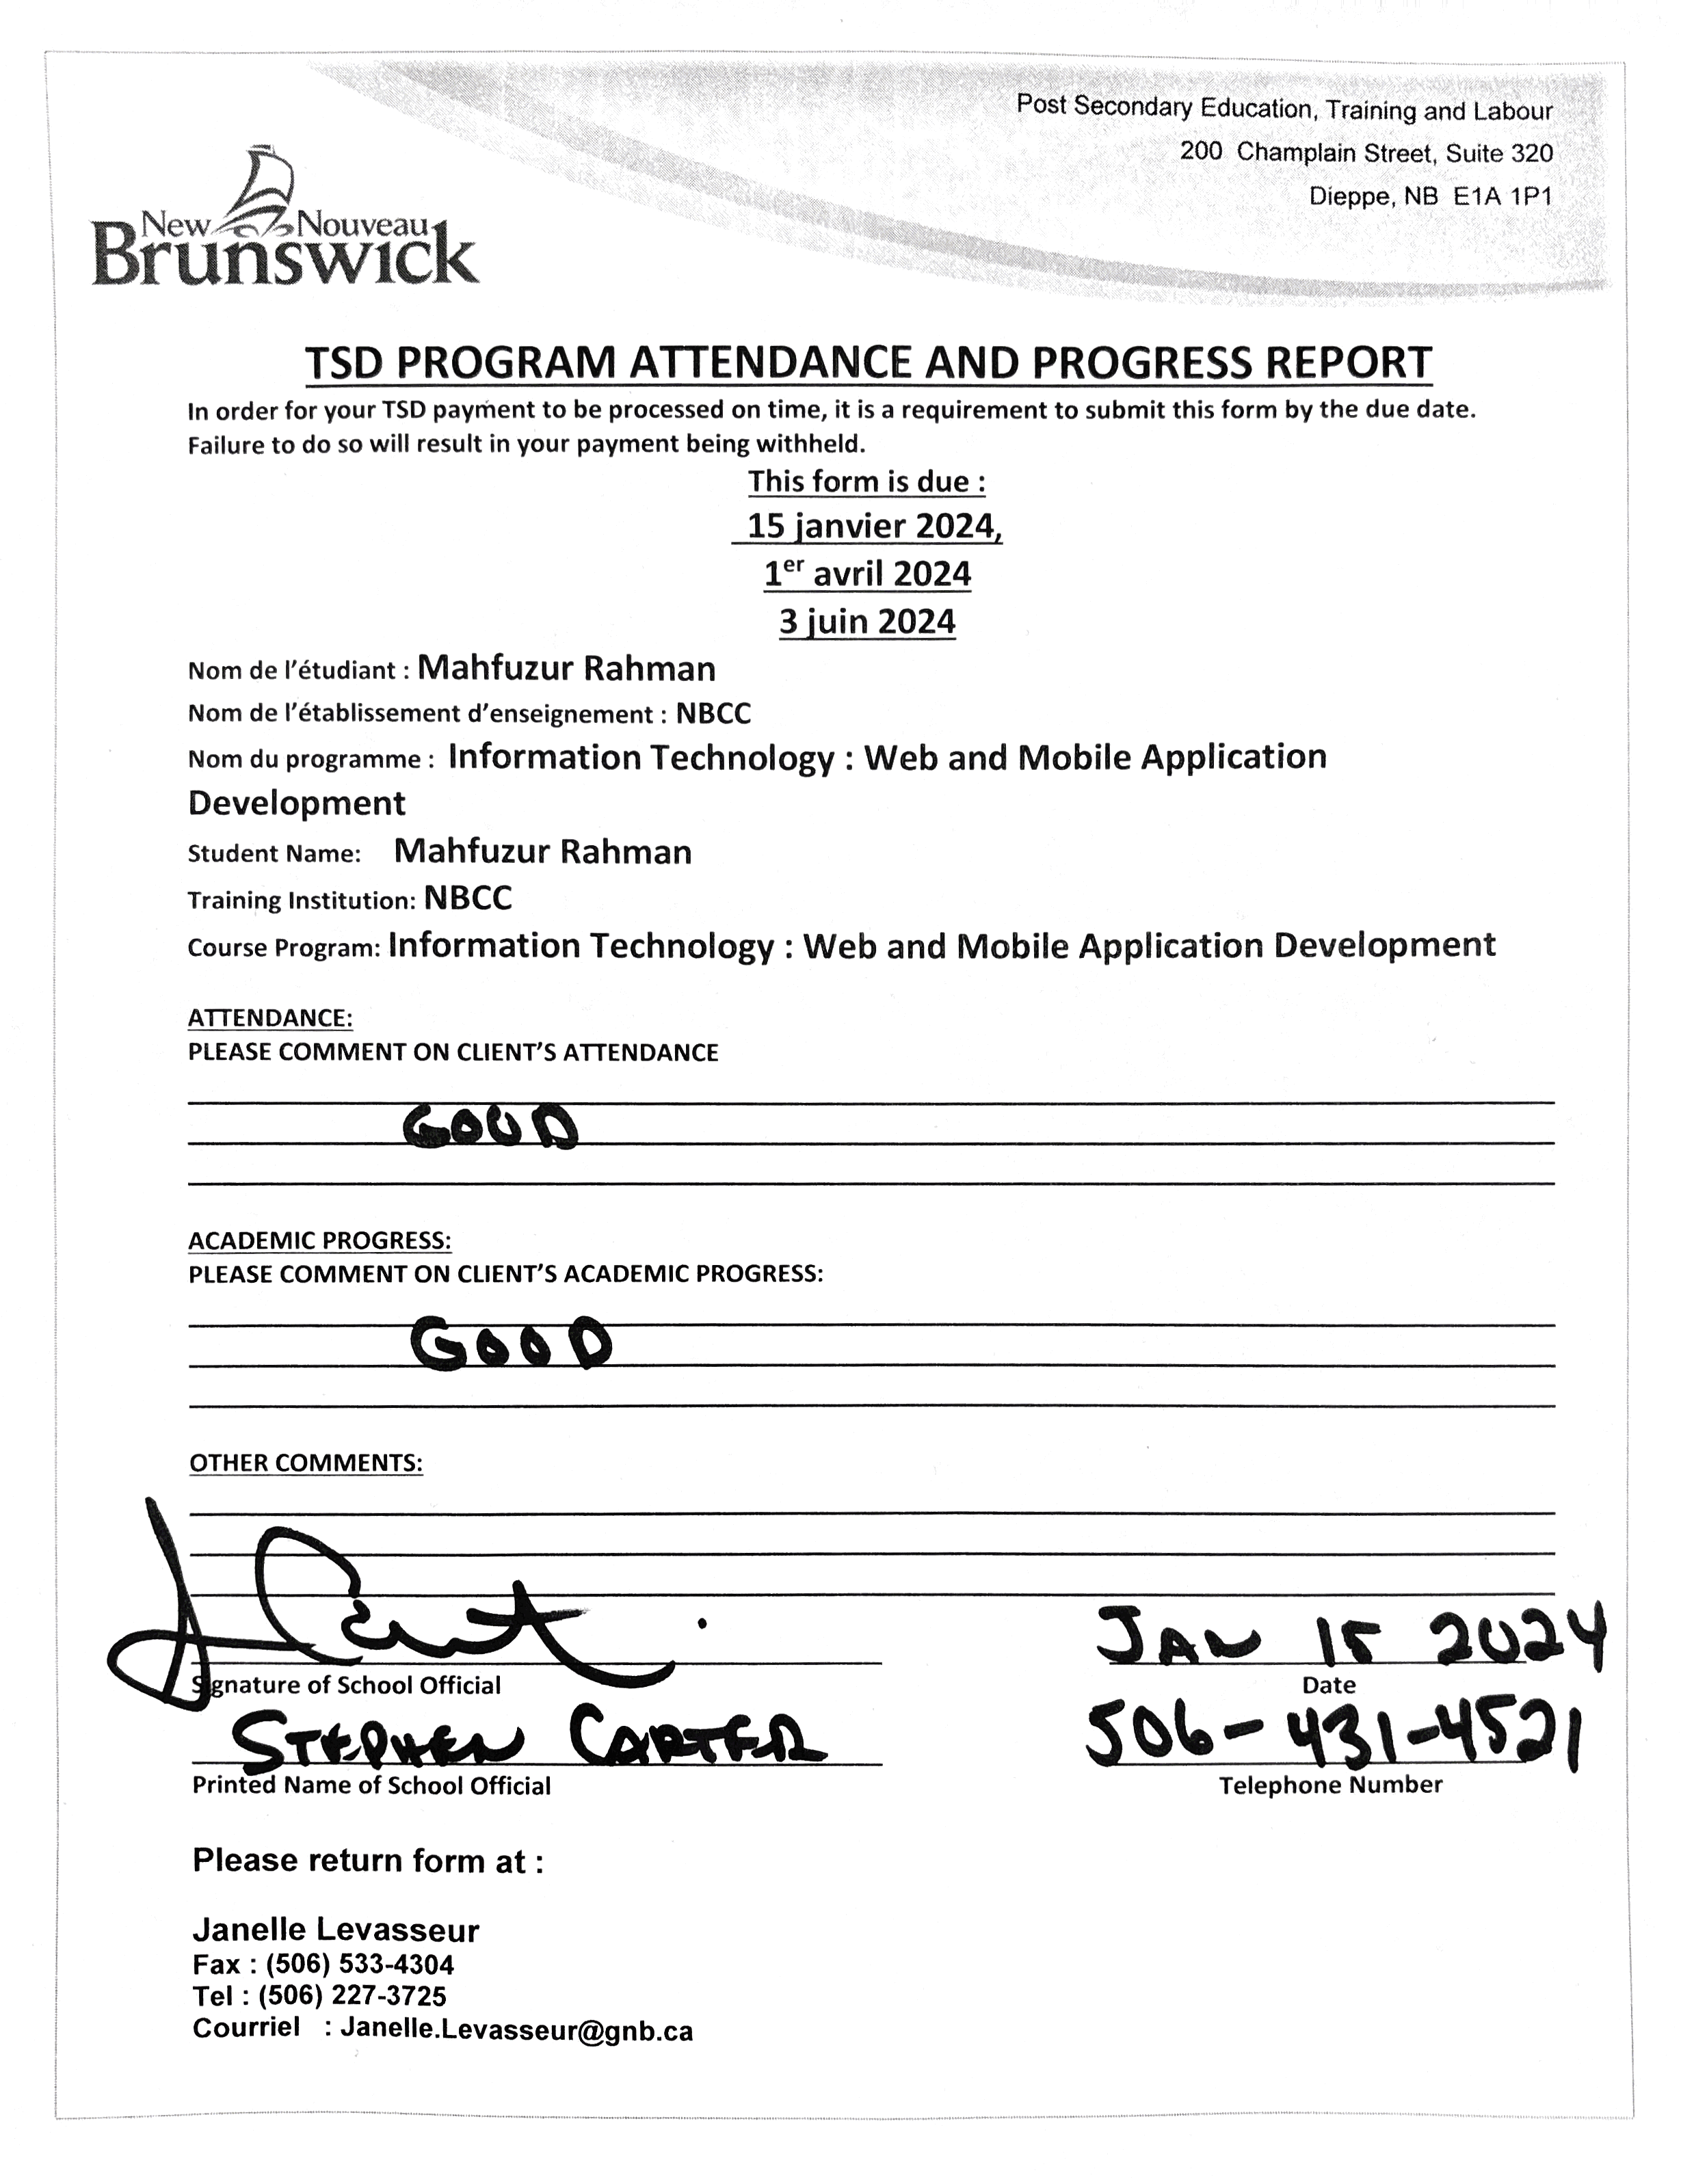 Post Secondary Education, Training and Labour
200 Champlain Street, Suite 320
Dieppe, NB E1A 1P1
New Nouveau
Brunswick
TSD PROGRAM ATTENDANCE AND PROGRESS REPORT
In order for your TSD payment to be processed on time, it is a requirement to submit this form by the due date.
Failure to do so will result in your payment being withheld.
This form is due :
15 janvier 2024,
1er avril 2024
3 juin 2024
Nom de l'étudiant : Mahfuzur Rahman
Nom de l'établissement d'enseignement : NBCC
Nom du programme : Information Technology : Web and Mobile Application
Development
Student Name: Mahfuzur Rahman
Training Institution: NBCC
Course Program: Information Technology : Web and Mobile Application Development
ATTENDANCE:
PLEASE COMMENT ON CLIENT'S ATTENDANCE
GOOD
ACADEMIC PROGRESS:
PLEASE COMMENT ON CLIENT'S ACADEMIC PROGRESS:
GOOD
OTHER COMMENTS:
JAN 15 2024
Signature of School Official Date
STEPHEN CARTER 506-431-4521
Printed Name of School Official Telephone Number
Please return form at :
Janelle Levasseur
Fax : (506) 533-4304
Tel : (506) 227-3725
Courriel : Janelle.Levasseur@gnb.ca